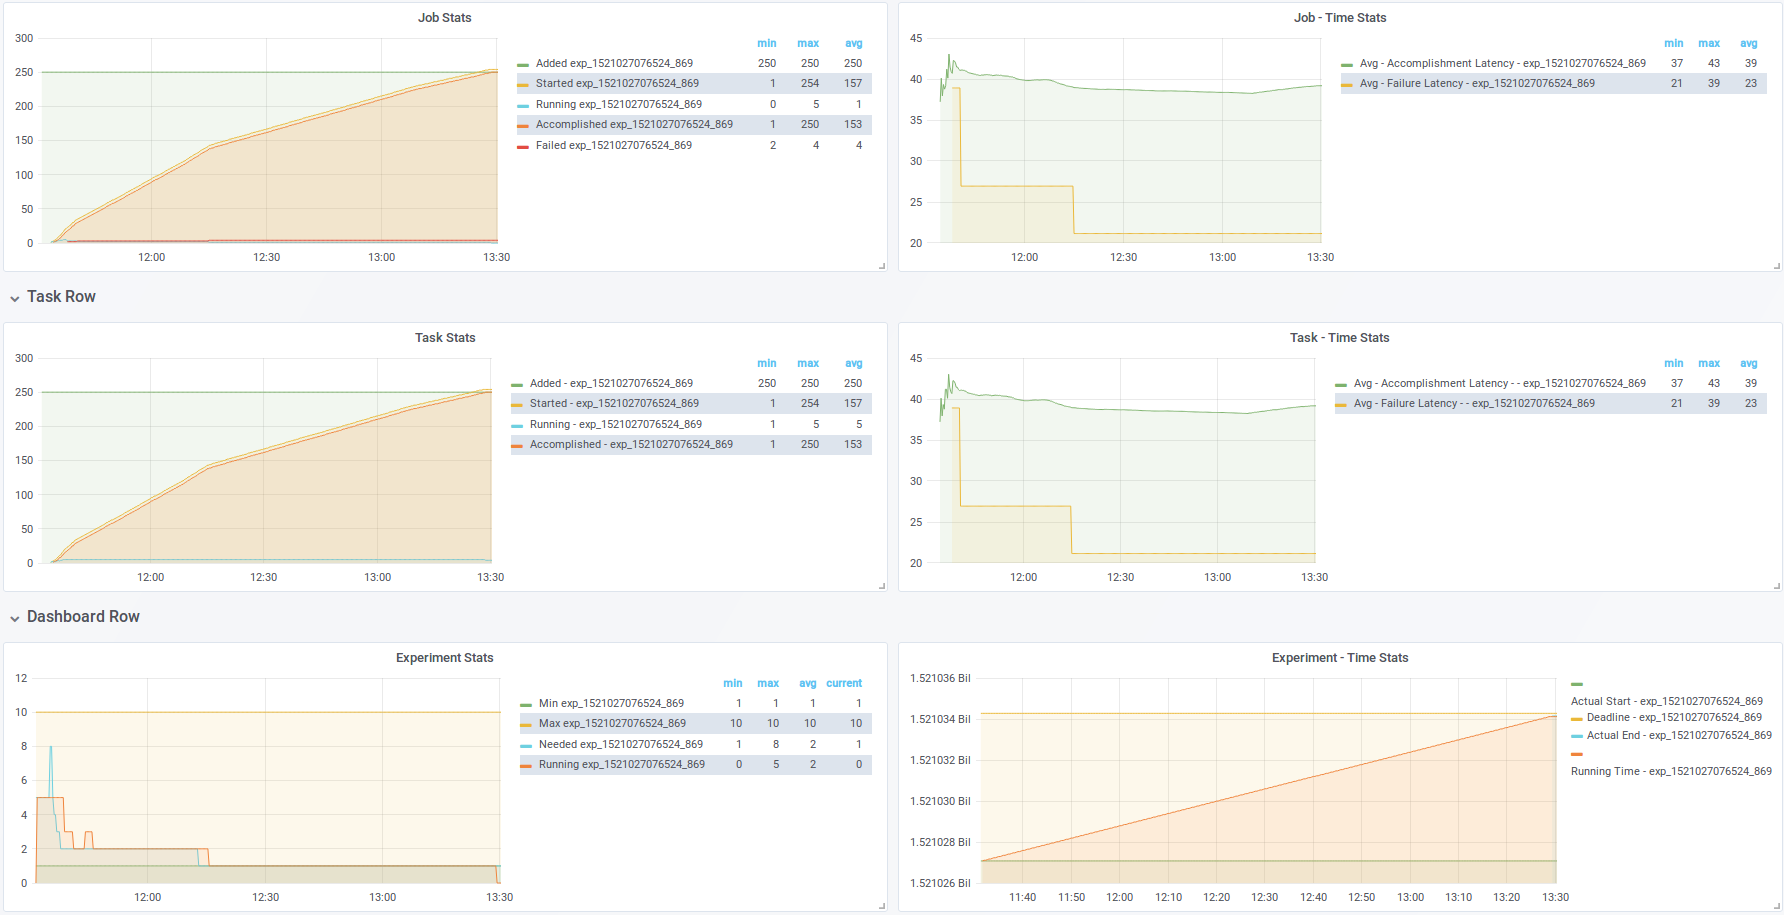 Job Stats
300
250
200
150
100
50
0
12:00 12:30 13:00 13:30
min max avg
Added exp_1521027076524_869 250 250 250
Started exp_1521027076524_869 1 254 157
Running exp_1521027076524_869 0 5 1
Accomplished exp_1521027076524_869 1 250 153
Failed exp_1521027076524_869 2 4 4
Job - Time Stats
45
40
35
30
25
20
12:00 12:30 13:00 13:30
min max avg
Avg - Accomplishment Latency - exp_1521027076524_869 37 43 39
Avg - Failure Latency - exp_1521027076524_869 21 39 23
Task Row
Task Stats
300
250
200
150
100
50
0
12:00 12:30 13:00 13:30
min max avg
Added - exp_1521027076524_869 250 250 250
Started - exp_1521027076524_869 1 254 157
Running - exp_1521027076524_869 1 5 5
Accomplished - exp_1521027076524_869 1 250 153
Task - Time Stats
45
40
35
30
25
20
12:00 12:30 13:00 13:30
min max avg
Avg - Accomplishment Latency - - exp_1521027076524_869 37 43 39
Avg - Failure Latency - - exp_1521027076524_869 21 39 23
Dashboard Row
Experiment Stats
12
10
8
6
4
2
0
12:00 12:30 13:00 13:30
min max avg current
Min exp_1521027076524_869 1 1 1 1
Max exp_1521027076524_869 10 10 10 10
Needed exp_1521027076524_869 1 8 2 1
Running exp_1521027076524_869 0 5 2 0
Experiment - Time Stats
1.521036 Bil
1.521034 Bil
1.521032 Bil
1.521030 Bil
1.521028 Bil
1.521026 Bil
11:40 11:50 12:00 12:10 12:20 12:30 12:40 12:50 13:00 13:10 13:20 13:30
Actual Start - exp_1521027076524_869
Deadline - exp_1521027076524_869
Actual End - exp_1521027076524_869
Running Time - exp_1521027076524_869